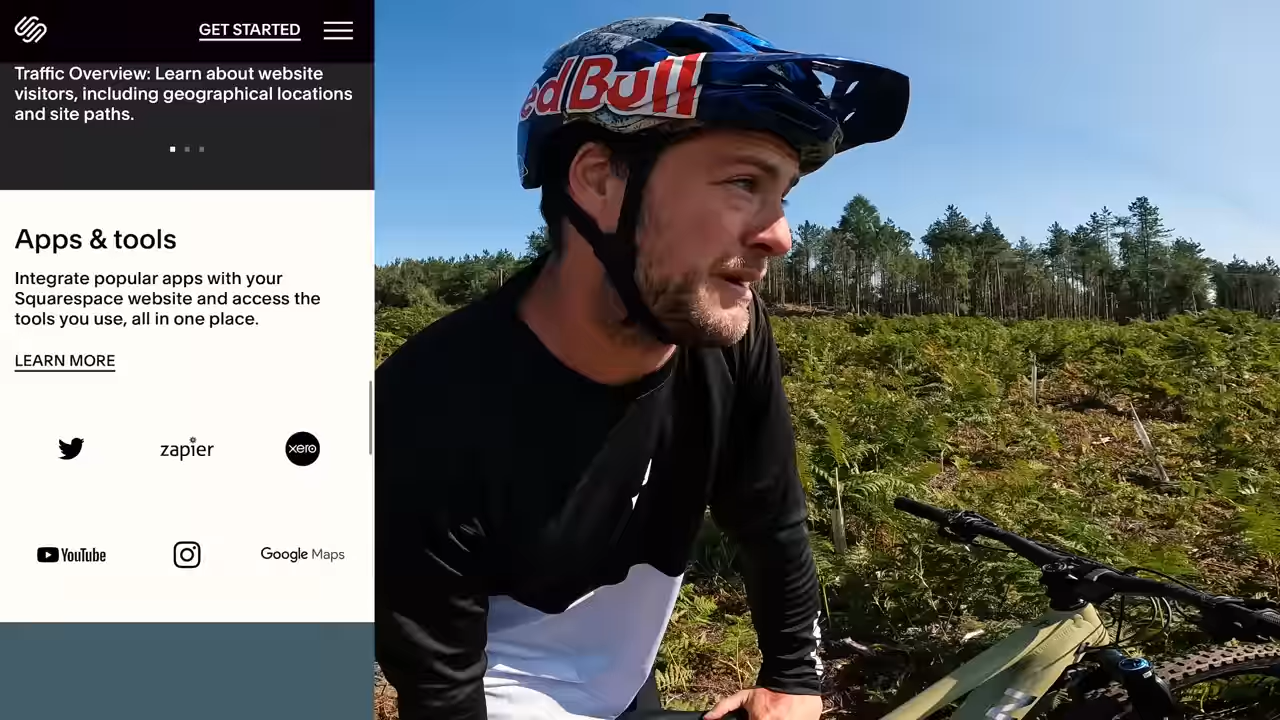 GET STARTED
Traffic Overview: Learn about website
visitors, including geographical locations
and site paths.
Apps & tools
Integrate popular apps with your
Squarespace website and access the
tools you use, all in one place.
LEARN MORE
zapier
xero
YouTube
Google Maps
ed Bull